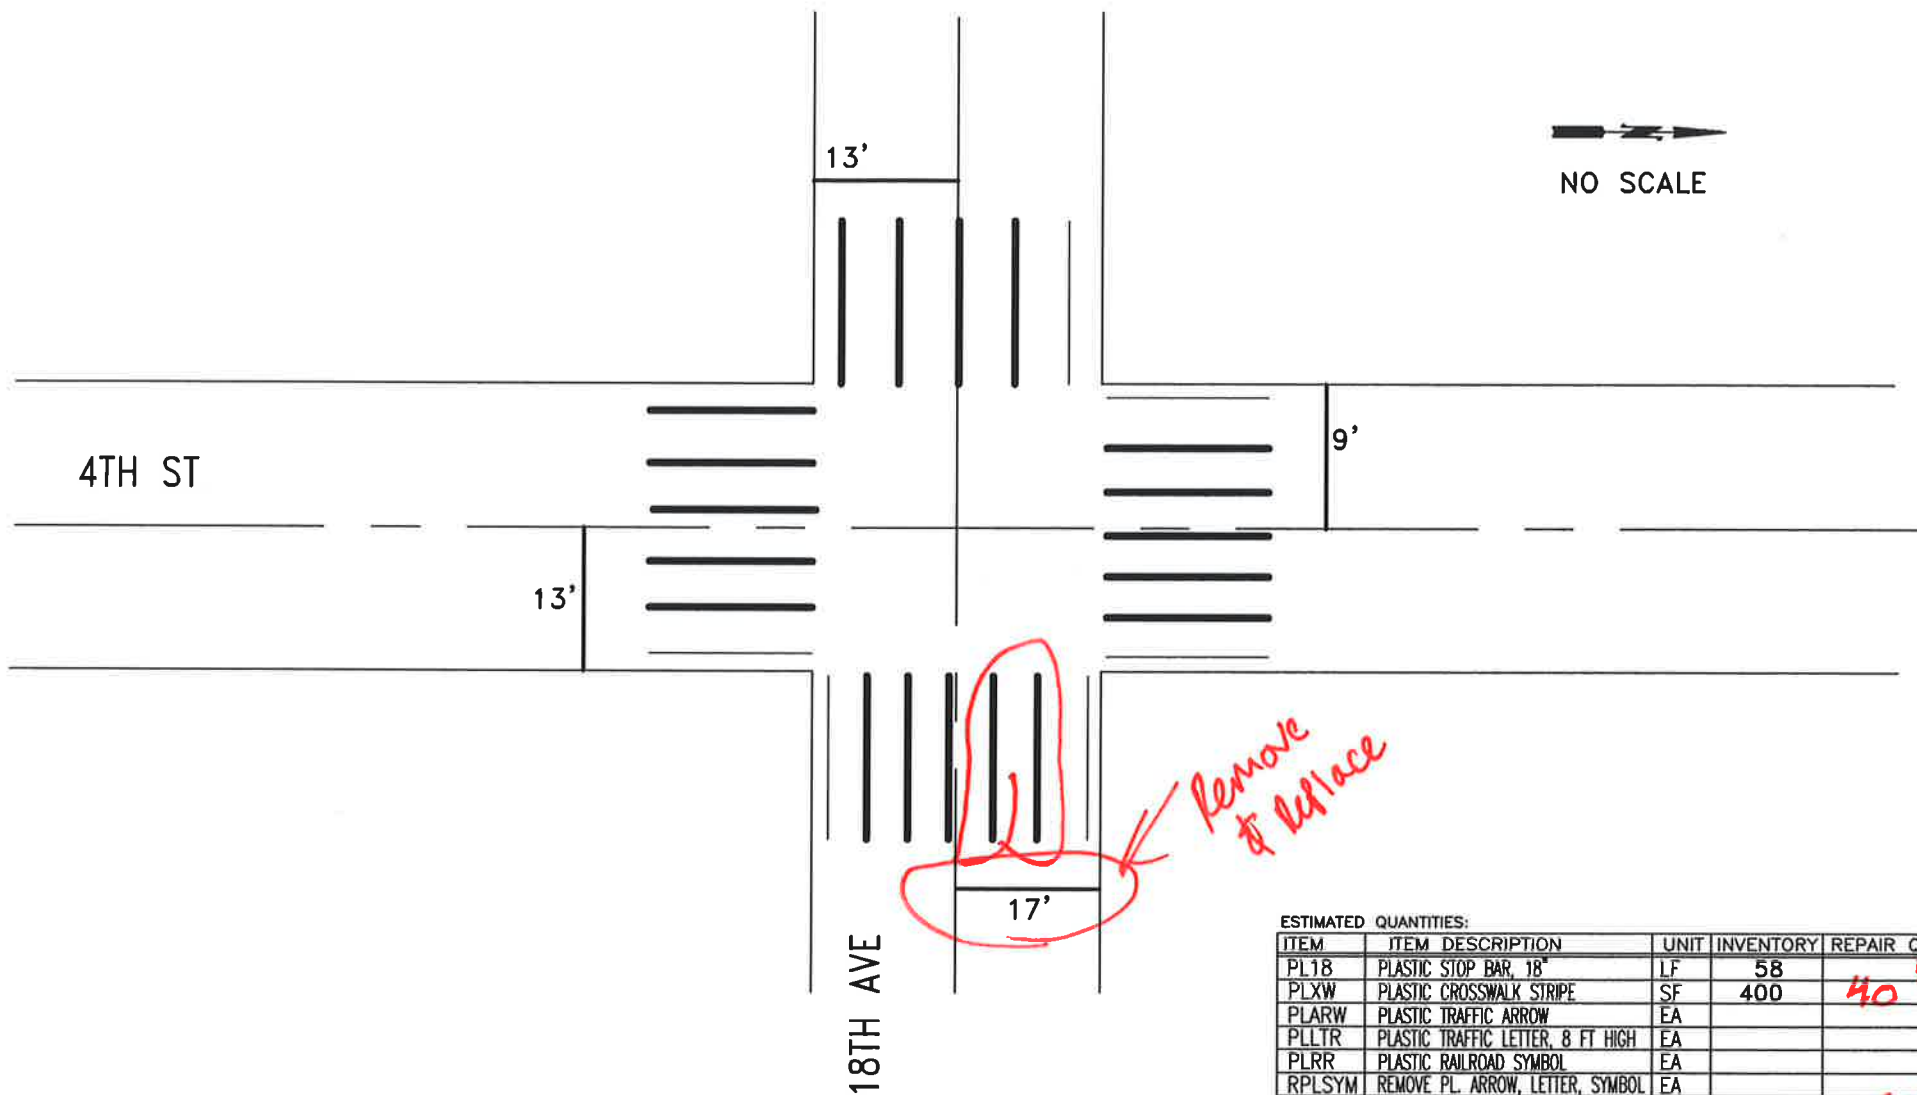 13'
NO SCALE
9'
4TH ST
13'
Remove
& Replace
17'
18TH AVE
ESTIMATED QUANTITIES:
ITEM ITEM DESCRIPTION UNIT INVENTORY REPAIR
PL18 PLASTIC STOP BAR, 18" LF 58
PLXW PLASTIC CROSSWALK STRIPE SF 400 40
PLARW PLASTIC TRAFFIC ARROW EA
PLLTR PLASTIC TRAFFIC LETTER, 8 FT HIGH EA
PLRR PLASTIC RAILROAD SYMBOL EA
RPLSYM REMOVE PL. ARROW, LETTER, SYMBOL EA